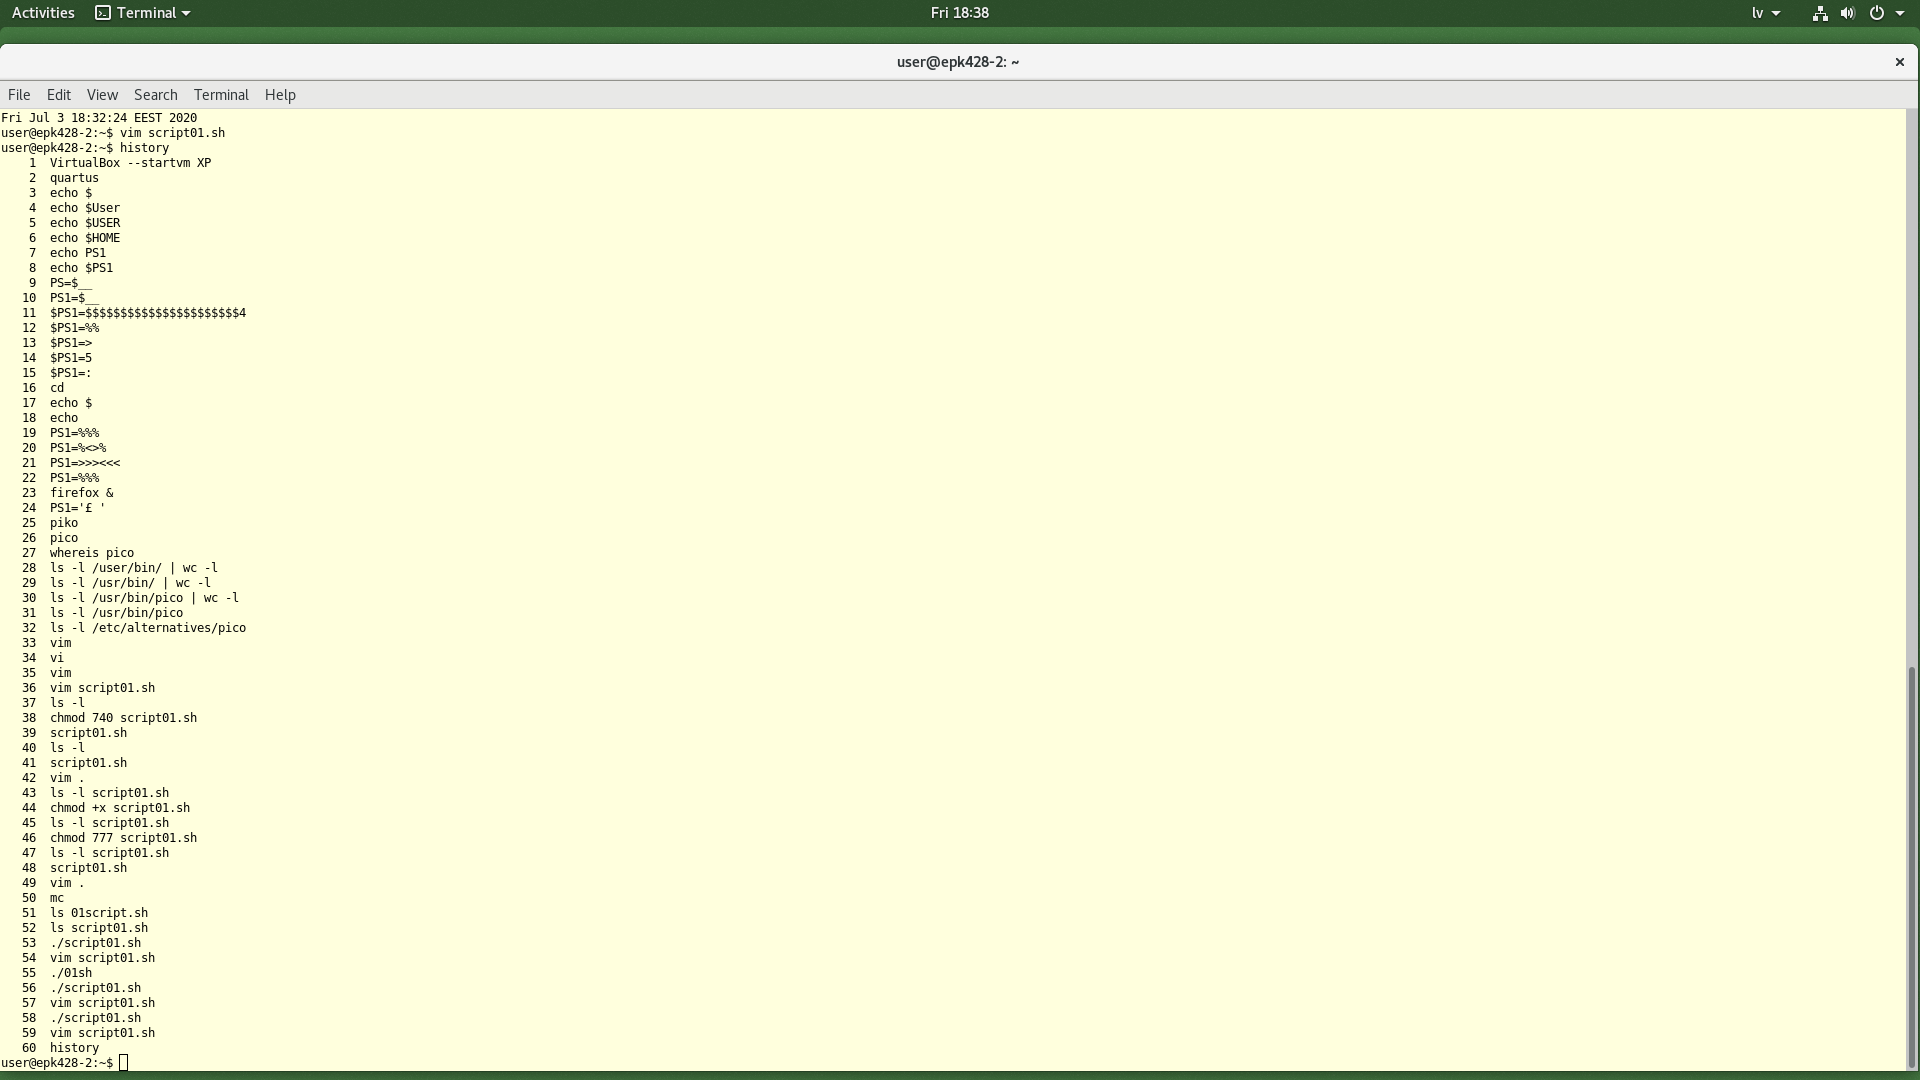 Activities Terminal Fri 18:38 lv
user@epk428-2: ~
File Edit View Search Terminal Help
Fri Jul 3 18:32:24 EEST 2020
user@epk428-2:~$ vim script01.sh
user@epk428-2:~$ history
1 VirtualBox --startvm XP
2 quartus
3 echo $
4 echo $User
5 echo $USER
6 echo $HOME
7 echo PS1
8 echo $PS1
9 PS=$__
10 PS1=$__
11 $PS1=$$$$$$$$$$$$$$$$$$$$$$4
12 $PS1=%%
13 $PS1=>
14 $PS1=5
15 $PS1=:
16 cd
17 echo $
18 echo
19 PS1=%%%
20 PS1=%<>%
21 PS1=>>><<<
22 PS1=%%%
23 firefox &
24 PS1='£ '
25 piko
26 pico
27 whereis pico
28 ls -l /user/bin/ | wc -l
29 ls -l /usr/bin/ | wc -l
30 ls -l /usr/bin/pico | wc -l
31 ls -l /usr/bin/pico
32 ls -l /etc/alternatives/pico
33 vim
34 vi
35 vim
36 vim script01.sh
37 ls -l
38 chmod 740 script01.sh
39 script01.sh
40 ls -l
41 script01.sh
42 vim .
43 ls -l script01.sh
44 chmod +x script01.sh
45 ls -l script01.sh
46 chmod 777 script01.sh
47 ls -l script01.sh
48 script01.sh
49 vim .
50 mc
51 ls 01script.sh
52 ls script01.sh
53 ./script01.sh
54 vim script01.sh
55 ./01sh
56 ./script01.sh
57 vim script01.sh
58 ./script01.sh
59 vim script01.sh
60 history
user@epk428-2:~$